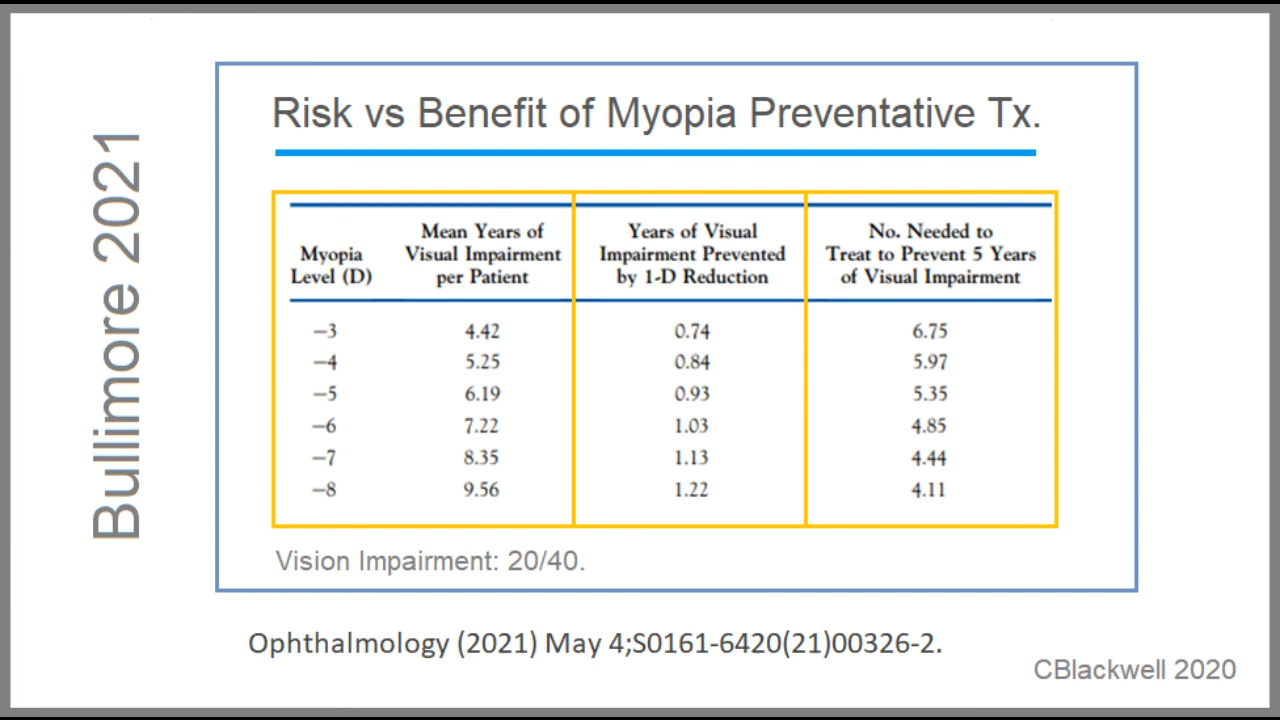 Bullimore 2021
Risk vs Benefit of Myopia Preventative Tx.
Myopia
Level (D)
Mean Years of
Visual Impairment
per Patient
Years of Visual
Impairment Prevented
by 1-D Reduction
No. Needed to
Treat to Prevent 5 Years
of Visual Impairment
−3 4.42 0.74 6.75
−4 5.25 0.84 5.97
−5 6.19 0.93 5.35
−6 7.22 1.03 4.85
−7 8.35 1.13 4.44
−8 9.56 1.22 4.11
Vision Impairment: 20/40.
Ophthalmology (2021) May 4;S0161-6420(21)00326-2.
CBlackwell 2020